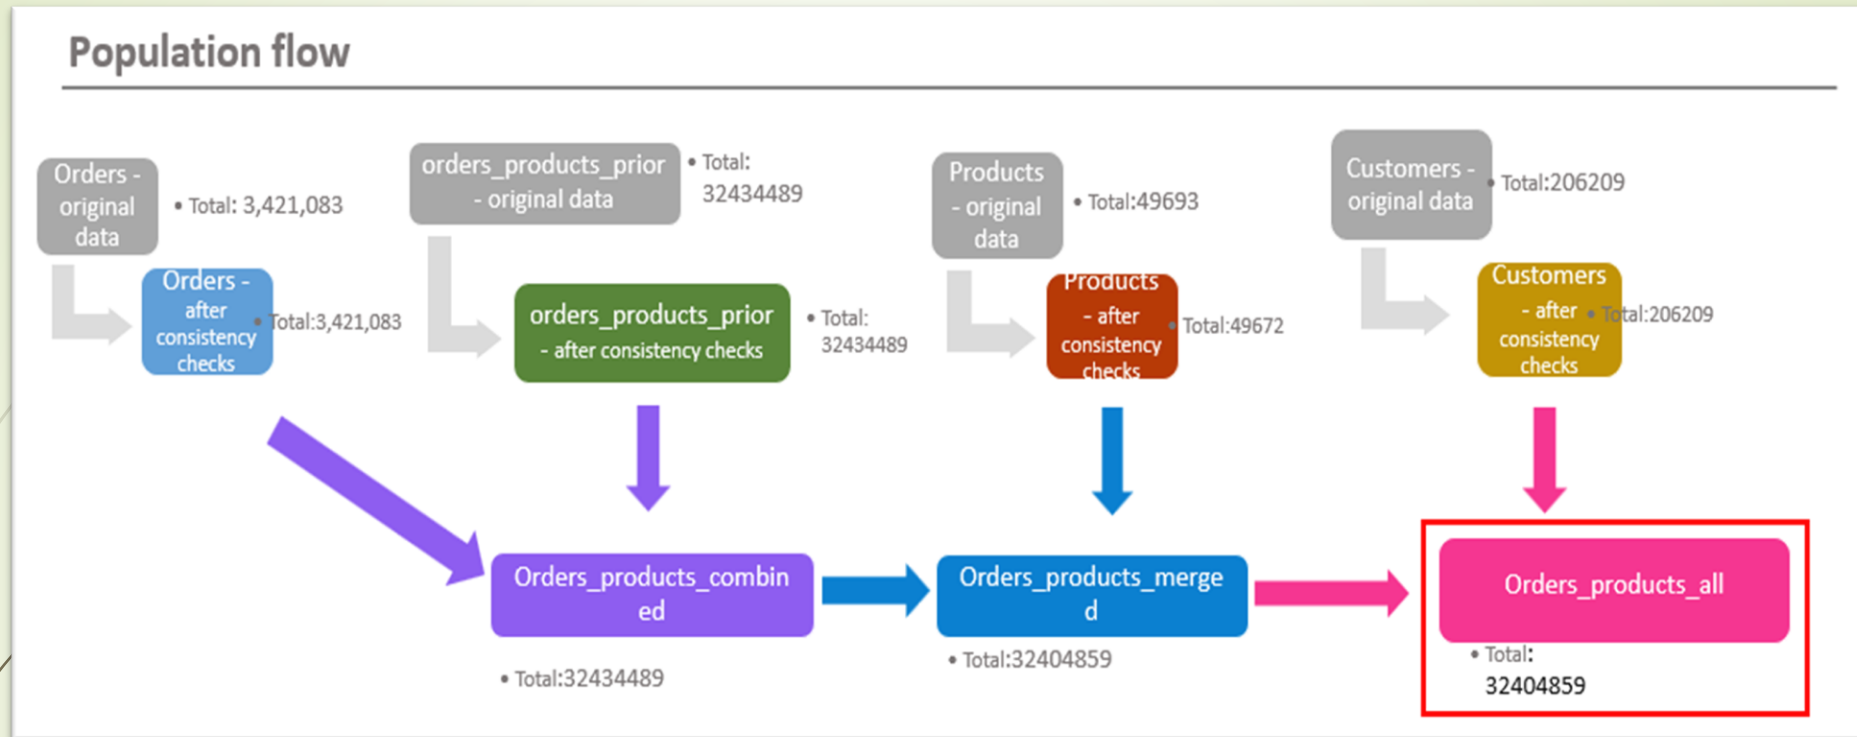 Population flow
Orders -
original
data
• Total: 3,421,083
orders_products_prior
- original data
• Total:
32434489
Products
- original
data
• Total:49693
Customers -
original data
• Total:206209
Orders -
after
consistency
checks
• Total:3,421,083
orders_products_prior
- after consistency checks
• Total:
32434489
Products
- after
consistency
checks
• Total:49672
Customers
- after
consistency
checks
• Total:206209
Orders_products_combin
ed
• Total:32434489
Orders_products_merge
d
• Total:32404859
Orders_products_all
• Total:
32404859